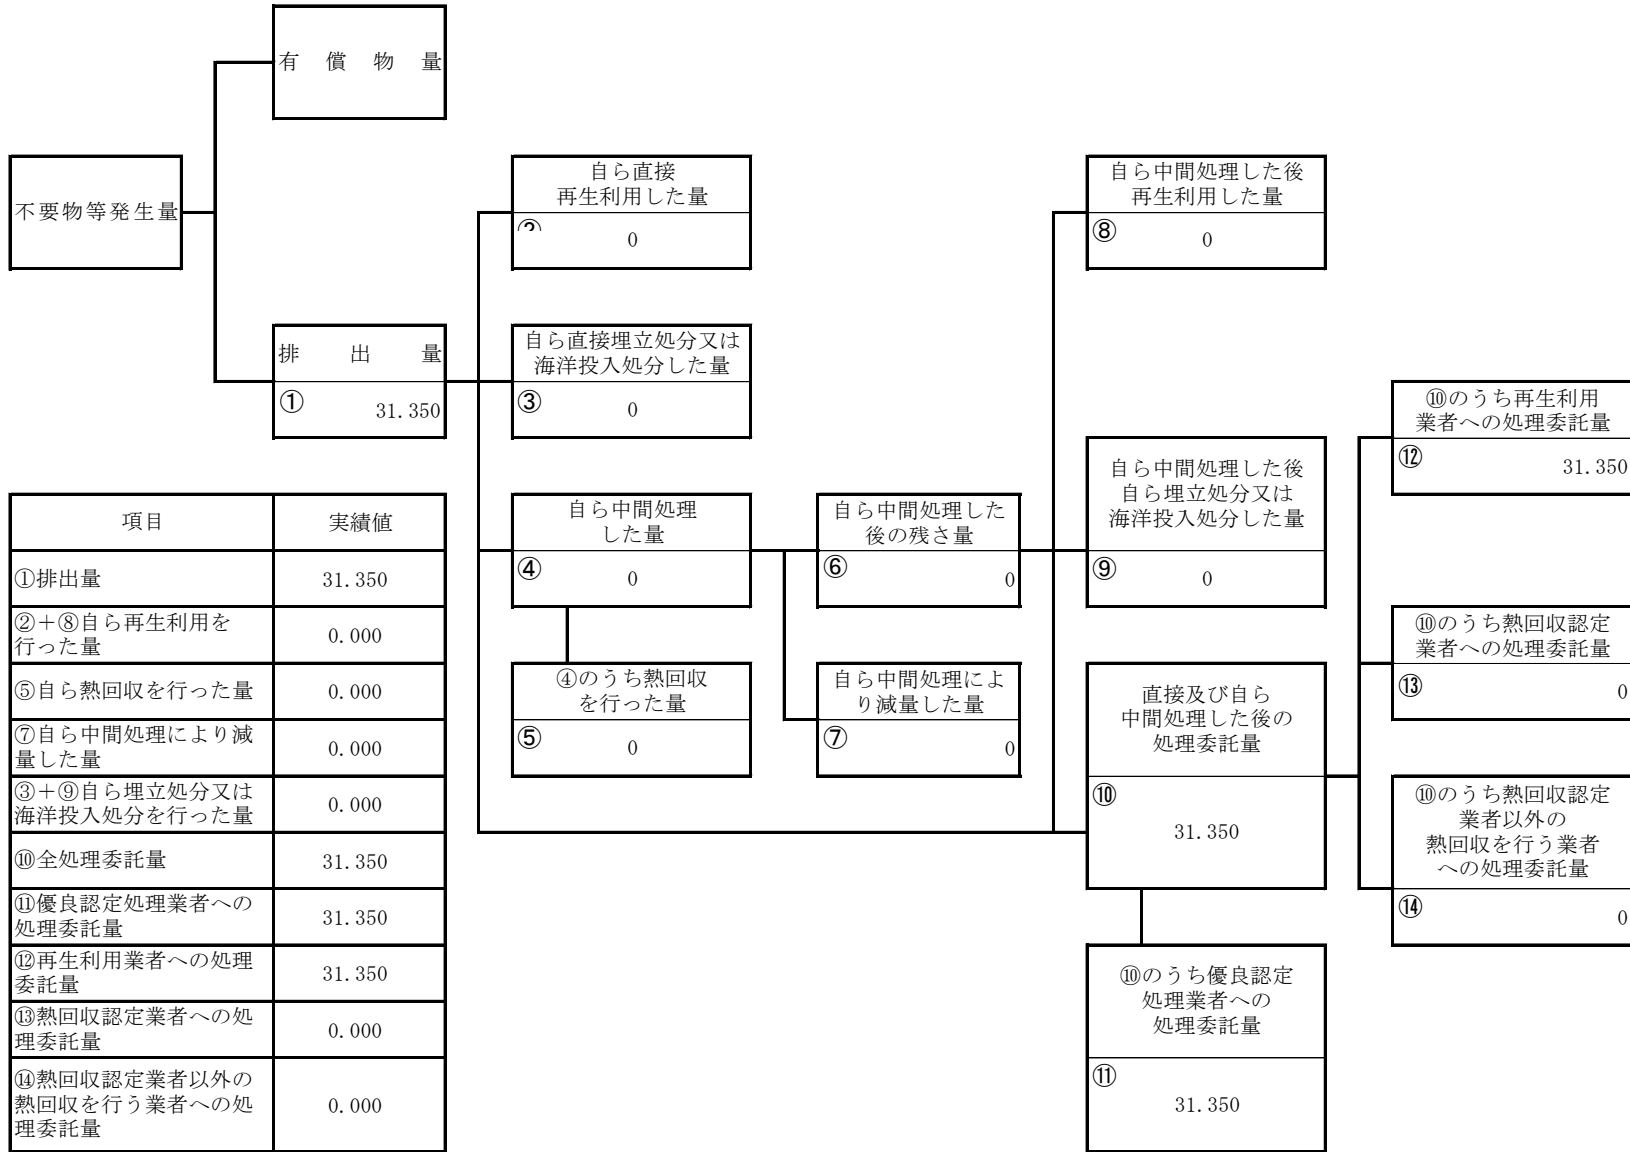 有償物量
不要物等発生量
自ら直接
再生利用した量
②
0
自ら中間処理した後
再生利用した量
⑧
0
排出量
①
31.350
自ら直接埋立処分又は
海洋投入処分した量
③
0
⑩のうち再生利用
業者への処理委託量
⑫
31.350
自ら中間処理
した量
④
0
自ら中間処理した
後の残さ量
⑥
0
自ら中間処理した後
自ら埋立処分又は
海洋投入処分した量
⑨
0
④のうち熱回収
を行った量
⑤
0
自ら中間処理によ
り減量した量
⑦
0
直接及び自ら
中間処理した後の
処理委託量
⑩
31.350
⑩のうち熱回収認定
業者への処理委託量
⑬
0
⑩のうち熱回収認定
業者以外の
熱回収を行う業者
への処理委託量
⑭
0
⑩のうち優良認定
処理業者への
処理委託量
⑪
31.350
項目
実績値
①排出量
31.350
②＋⑧自ら再生利用を
行った量
0.000
⑤自ら熱回収を行った量
0.000
⑦自ら中間処理により減
量した量
0.000
③＋⑨自ら埋立処分又は
海洋投入処分を行った量
0.000
⑩全処理委託量
31.350
⑪優良認定処理業者への
処理委託量
31.350
⑫再生利用業者への処理
委託量
31.350
⑬熱回収認定業者への処
理委託量
0.000
⑭熱回収認定業者以外の
熱回収を行う業者への処
理委託量
0.000